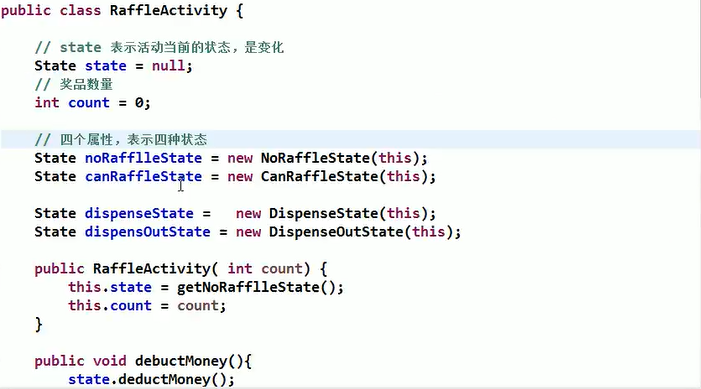 public class RaffleActivity {
// state 表示活动当前的状态，是变化
State state = null;
// 奖品数量
int count = 0;
// 四个属性，表示四种状态
State noRafflleState = new NoRaffleState(this);
State canRaffleState = new CanRaffleState(this);
State dispenseState =   new DispenseState(this);
State dispensOutState = new DispenseOutState(this);
public RaffleActivity( int count) {
this.state = getNoRafflleState();
this.count = count;
}
public void debuctMoney(){
state.deductMoney();